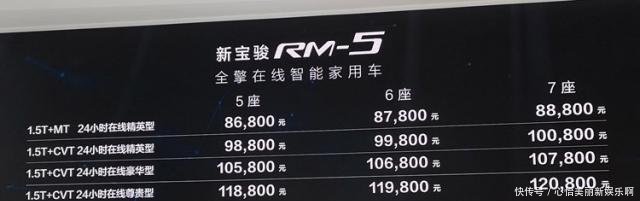 新宝骏 RM-5
全擎在线智能家用车
5座 6座 7座
1.5T+MT 24小时在线精英型 86,800元 87,800元 88,800元
1.5T+CVT 24小时在线精英型 98,800元 99,800元 100,800元
1.5T+CVT 24小时在线豪华型 105,800元 106,800元 107,800元
1.5T+CVT 24小时在线尊贵型 118,800元 119,800元 120,800元
快传号/心怡美丽新娱乐啊